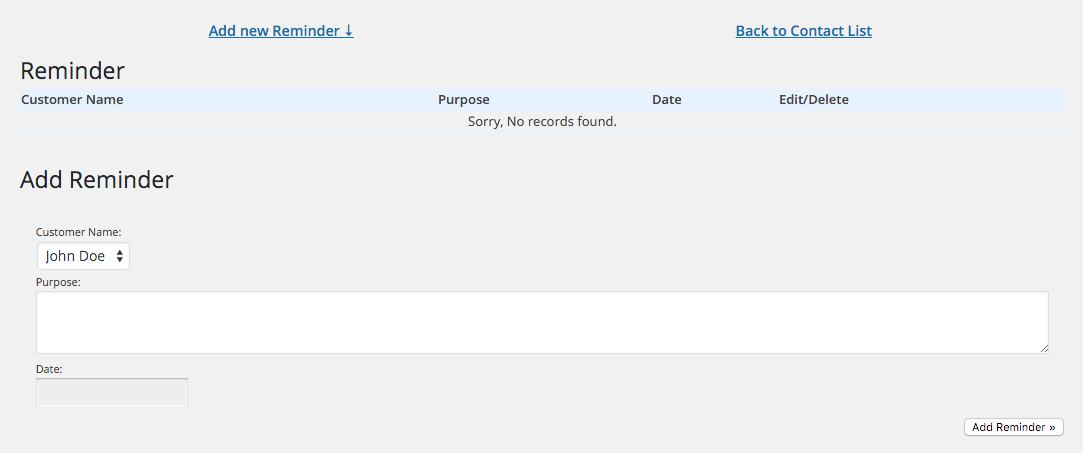 Add new Reminder ↓ Back to Contact List
Reminder
Customer Name Purpose Date Edit/Delete
Sorry, No records found.
Add Reminder
Customer Name:
John Doe
Purpose:
Date:
Add Reminder »